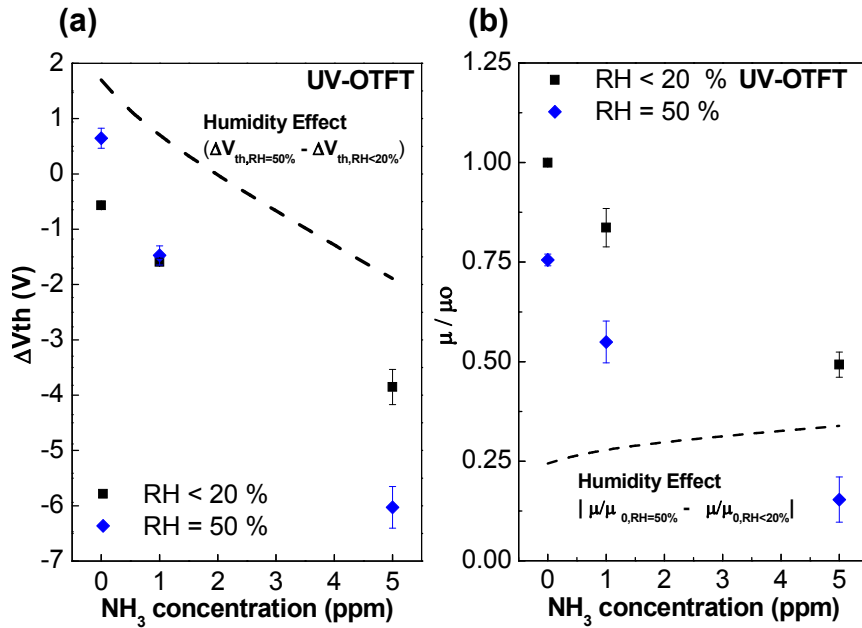 (a)
UV-OTFT
Humidity Effect
(ΔVth,RH=50% - ΔVth,RH<20%)
2
1
0
-1
-2
-3
-4
-5
-6
-7
ΔVth (V)
RH < 20 %
RH = 50 %
0
1
2
3
4
5
NH3 concentration (ppm)
(b)
RH < 20 % UV-OTFT
RH = 50 %
1.25
1.00
0.75
0.50
0.25
0.00
μ / μo
Humidity Effect
| μ/μ 0,RH=50% - μ/μ0,RH<20%|
0
1
2
3
4
5
NH3 concentration (ppm)